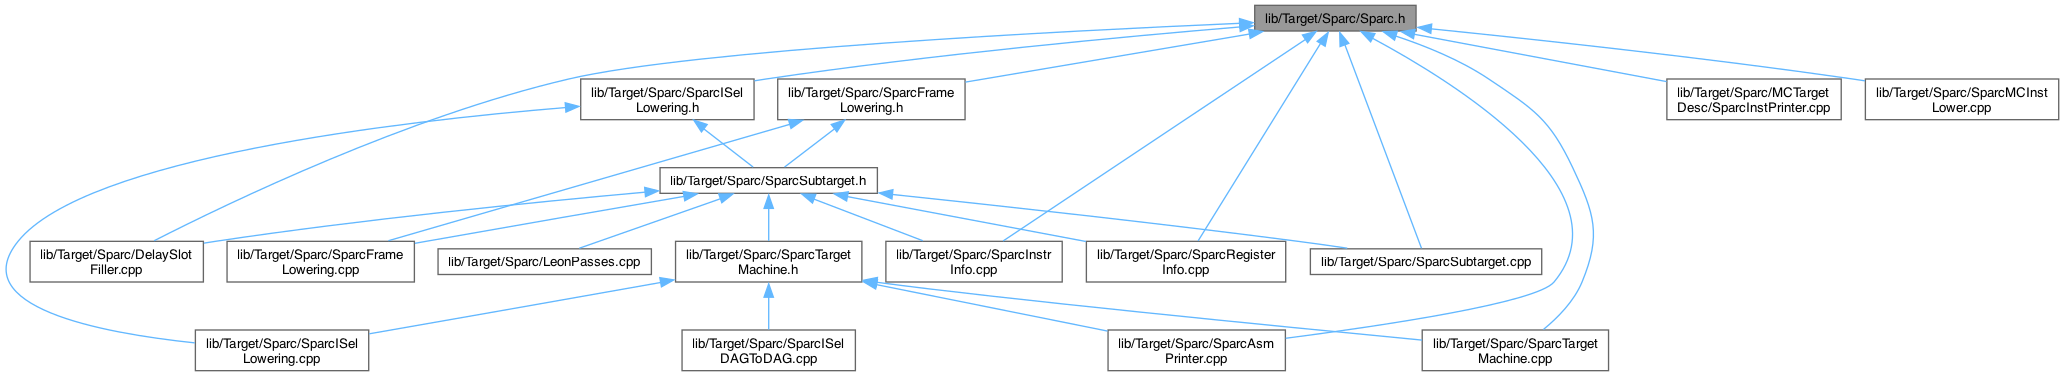 lib/Target/Sparc/Sparc.h
lib/Target/Sparc/SparcISel
Lowering.h
lib/Target/Sparc/SparcFrame
Lowering.h
lib/Target/Sparc/MCTarget
Desc/SparcInstPrinter.cpp
lib/Target/Sparc/SparcMCInst
Lower.cpp
lib/Target/Sparc/SparcSubtarget.h
lib/Target/Sparc/DelaySlot
Filler.cpp
lib/Target/Sparc/SparcFrame
Lowering.cpp
lib/Target/Sparc/LeonPasses.cpp
lib/Target/Sparc/SparcTarget
Machine.h
lib/Target/Sparc/SparcInstr
Info.cpp
lib/Target/Sparc/SparcRegister
Info.cpp
lib/Target/Sparc/SparcSubtarget.cpp
lib/Target/Sparc/SparcISel
Lowering.cpp
lib/Target/Sparc/SparcISel
DAGToDAG.cpp
lib/Target/Sparc/SparcAsm
Printer.cpp
lib/Target/Sparc/SparcTarget
Machine.cpp